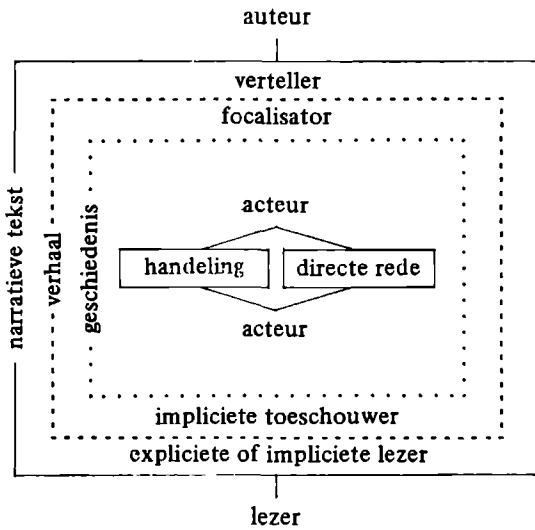 auteur
verteller
focalisator
narratieve tekst
verhaal
geschiedenis
acteur
handeling
directe rede
acteur
impliciete toeschouwer
expliciete of impliciete lezer
lezer